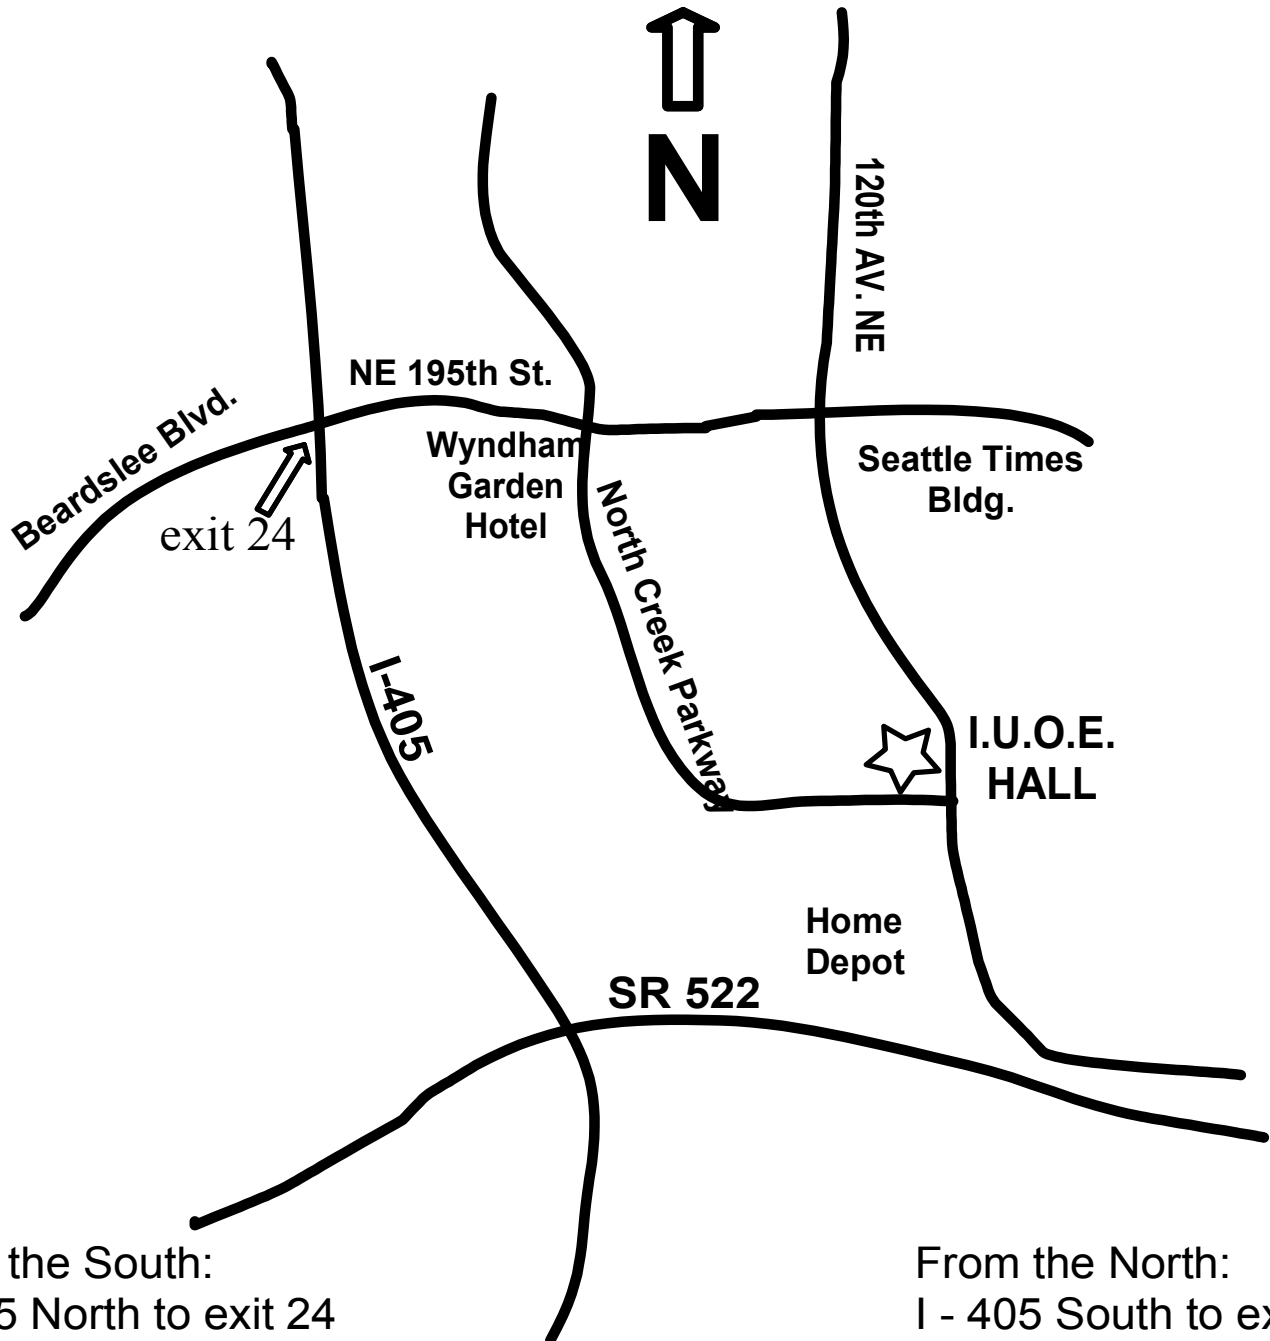 N
120th AV. NE
NE 195th St.
Beardslee Blvd.
Wyndham
Garden
Hotel
Seattle Times
Bldg.
exit 24
North Creek Parkway
I-405
I.U.O.E.
HALL
Home
Depot
SR 522
the South:
5 North to exit 24
From the North:
I - 405 South to